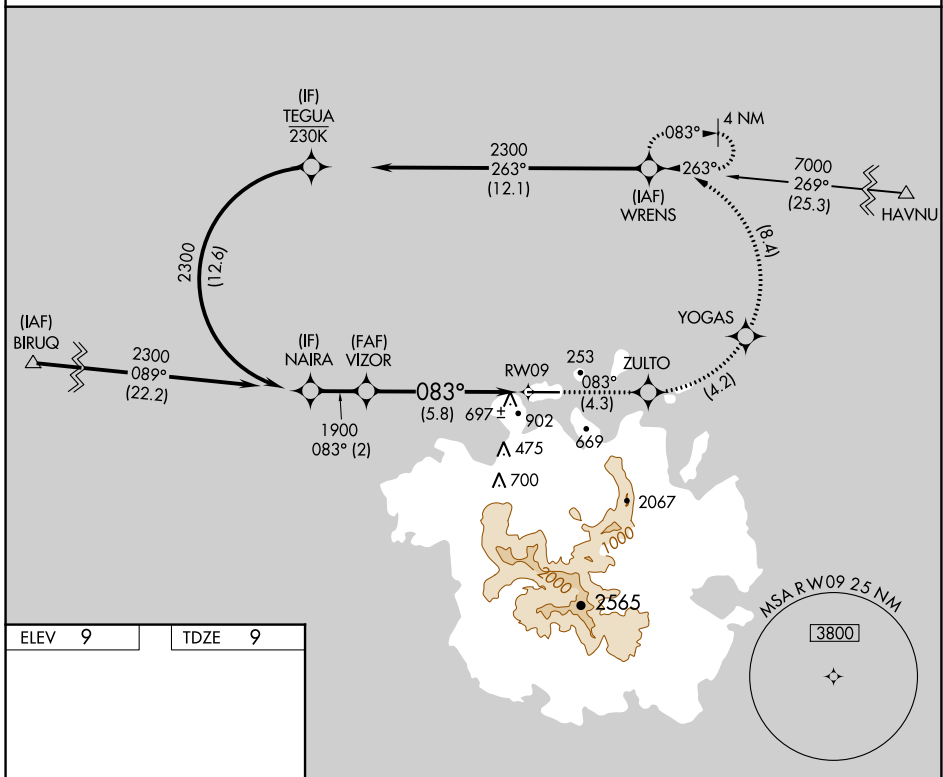 (IF)
TEGUA
230K
083°
4 NM
2300
263°
(12.1)
263°
7000
269°
(25.3)
HAVNU
(IAF)
WRENS
2300
(12.6)
(8.4)
(IAF)
BIRUQ
2300
089°
(22.2)
(IF)
NAIRA
(FAF)
VIZOR
083°
(5.8)
1900
083° (2)
RW09
253
083°
(4.3)
ZULTO
YOGAS
(4.2)
697 ±
902
669
475
700
2067
1000
2000
2565
MSA RW09 25 NM
3800
ELEV 9
TDZE 9